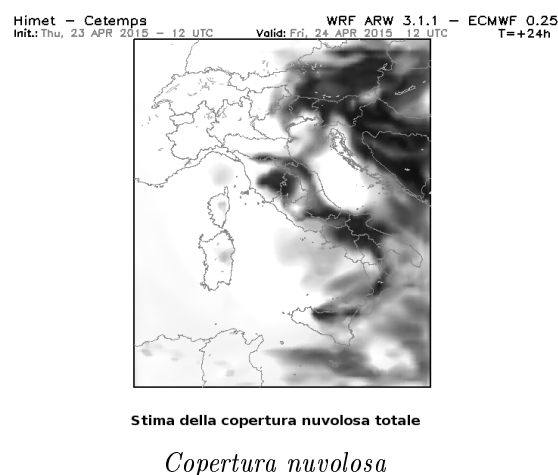 Himet – Cetemps WRF ARW 3.1.1 – ECMWF 0.25
Init.: Thu, 23 APR 2015 – 12 UTC Valid: Fri, 24 APR 2015 12 UTC T=+24h
Stima della copertura nuvolosa totale
Copertura nuvolosa